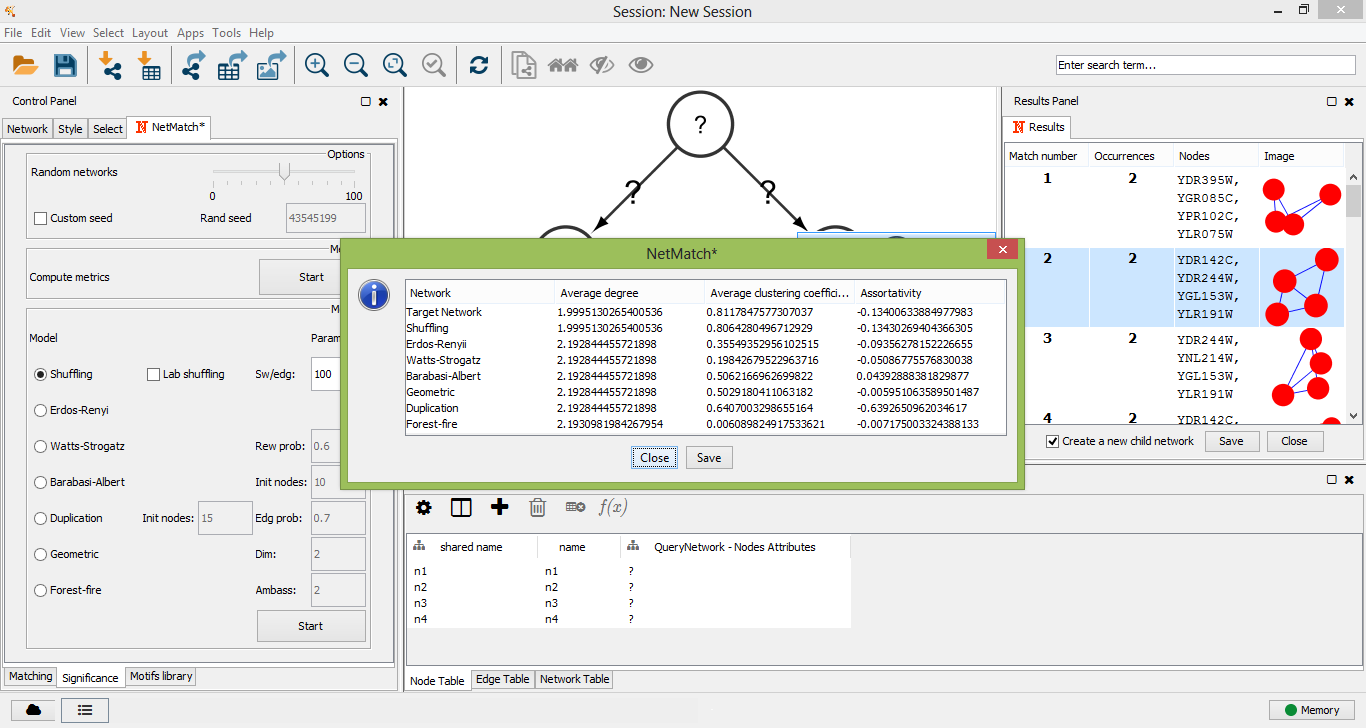 Session: New Session
File Edit View Select Layout Apps Tools Help
Enter search term...
Control Panel
Network Style Select NetMatch*
Options
Random networks
0 100
Custom seed Rand seed 43545199
Compute metrics Start
Model
Shuffling Lab shuffling Sw/edg: 100
Erdos-Renyi
Watts-Strogatz Rew prob: 0.6
Barabasi-Albert Init nodes: 10
Duplication Init nodes: 15 Edg prob: 0.7
Geometric Dim: 2
Forest-fire Ambass: 2
Start
Matching Significance Motifs library
?
? ?
NetMatch*
Network Average degree Average clustering coeffici... Assortativity
Target Network 1.9995130265400536 0.8117847577307037 -0.13400633884977983
Shuffling 1.9995130265400536 0.8064280496712929 -0.13430269404366305
Erdos-Renyii 2.192844455721898 0.35549352956102515 -0.09356278152226655
Watts-Strogatz 2.192844455721898 0.19842679522963716 -0.05086775576830038
Barabasi-Albert 2.192844455721898 0.5062166962699822 0.04392888381829877
Geometric 2.192844455721898 0.5029180411063182 -0.005951063589501487
Duplication 2.192844455721898 0.6407003298655164 -0.6392650962034617
Forest-fire 2.1930981984267954 0.006089824917533621 -0.007175003324388133
Close Save
Results Panel
Results
Match number Occurrences Nodes Image
1 2 YDR395W,
YGR085C,
YPR102C,
YLR075W
2 2 YDR142C,
YDR244W,
YGL153W,
YLR191W
3 2 YDR244W,
YNL214W,
YGL153W,
YLR191W
4 2 YDR142C,
Create a new child network Save Close
f(x)
shared name name QueryNetwork - Nodes Attributes
n1 n1 ?
n2 n2 ?
n3 n3 ?
n4 n4 ?
Node Table Edge Table Network Table
Memory